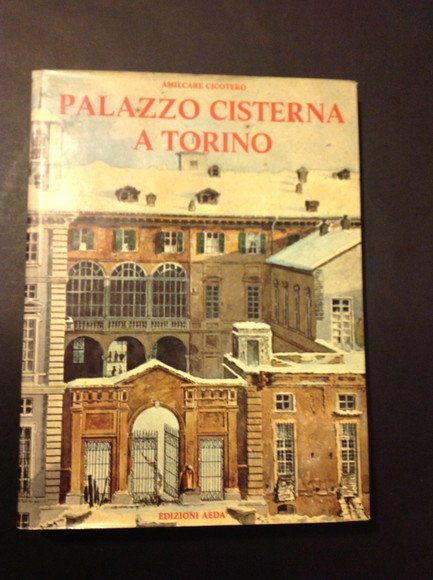 AMILCARE CICOTERO
PALAZZO CISTERNA
A TORINO
EDIZIONI AEDA